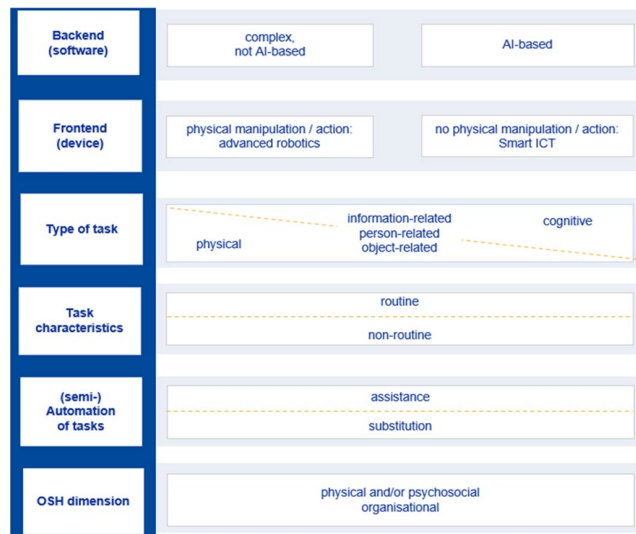 Backend
(software)
complex,
not AI-based
AI-based
Frontend
(device)
physical manipulation / action:
advanced robotics
no physical manipulation / action:
Smart ICT
Type of task
physical
information-related
person-related
object-related
cognitive
Task
characteristics
routine
non-routine
(semi-)
Automation
of tasks
assistance
substitution
OSH dimension
physical and/or psychosocial
organisational